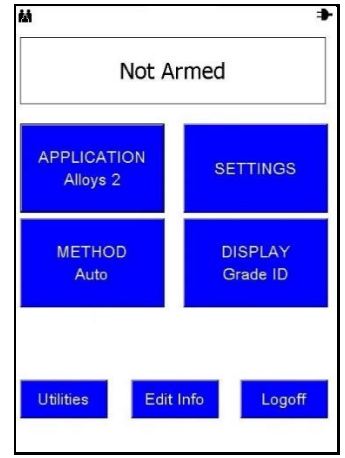 Not Armed
APPLICATION
Alloys 2
SETTINGS
METHOD
Auto
DISPLAY
Grade ID
Utilities
Edit Info
Logoff